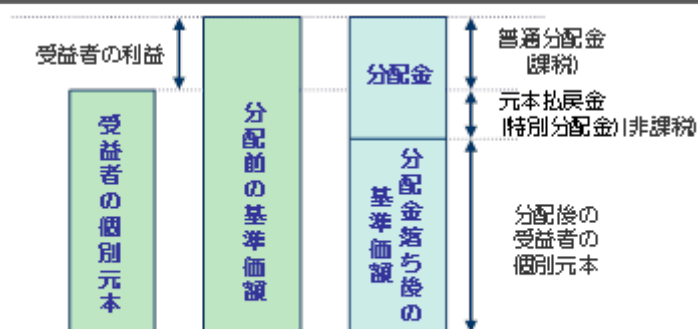 受益者の利益
受益者の個別元本
分配前の基準価額
分配金
分配金落ち後の
基準価額
普通分配金
(課税)
元本払戻金
(特別分配金)(非課税)
分配後の
受益者の
個別元本